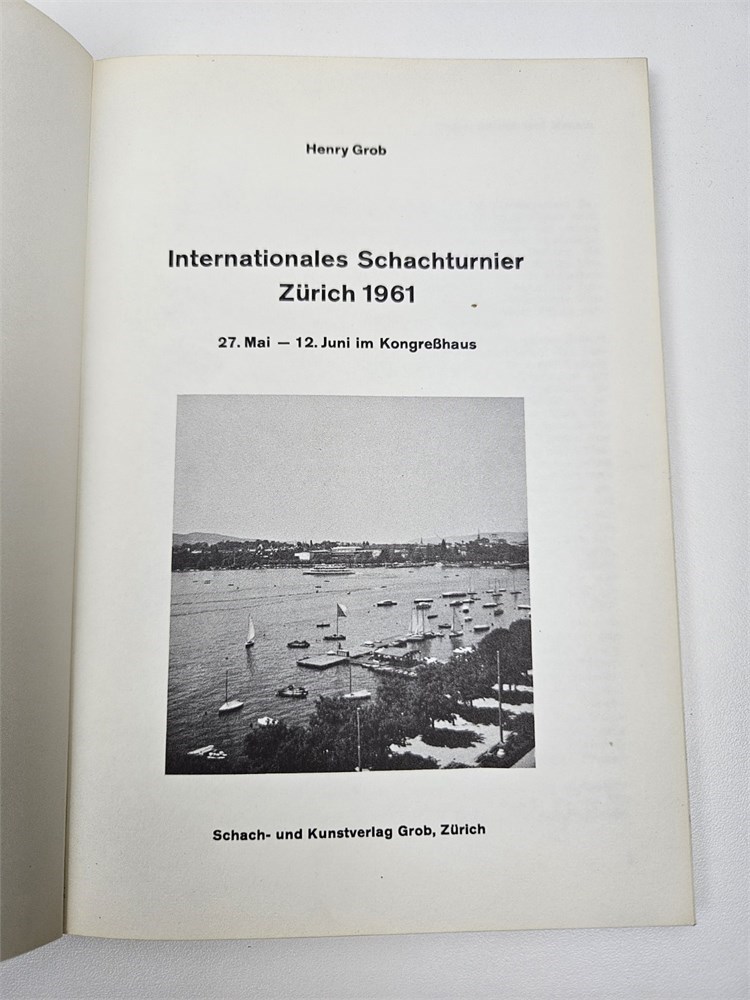 Henry Grob
Internationales Schachturnier
Zürich 1961
27. Mai — 12. Juni im Kongreßhaus
Schach- und Kunstverlag Grob, Zürich